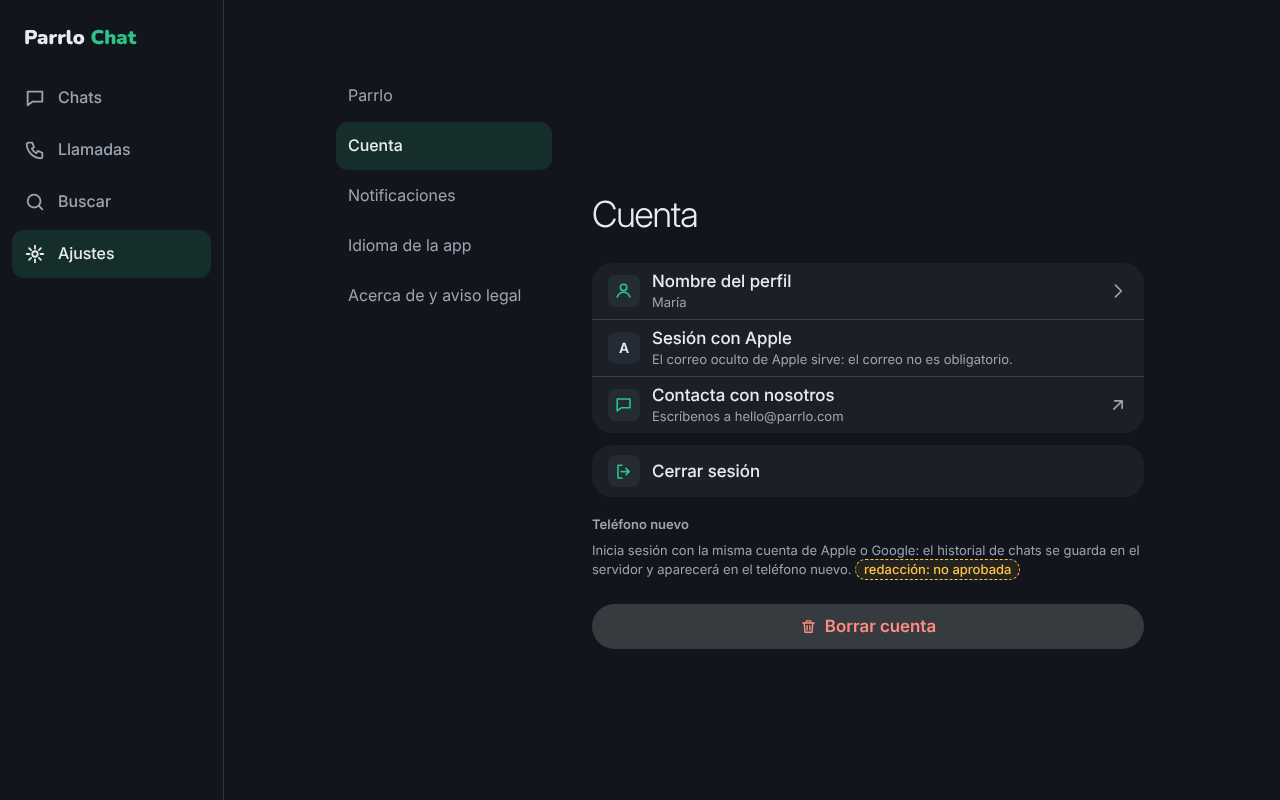 Parrlo Chat
Chats
Llamadas
Buscar
Ajustes
Parrlo
Cuenta
Notificaciones
Idioma de la app
Acerca de y aviso legal
Cuenta
Nombre del perfil
María
A
Sesión con Apple
El correo oculto de Apple sirve: el correo no es obligatorio.
Contacta con nosotros
Escríbenos a hello@parrlo.com
Cerrar sesión
Teléfono nuevo
Inicia sesión con la misma cuenta de Apple o Google: el historial de chats se guarda en el
servidor y aparecerá en el teléfono nuevo. redacción: no aprobada
Borrar cuenta